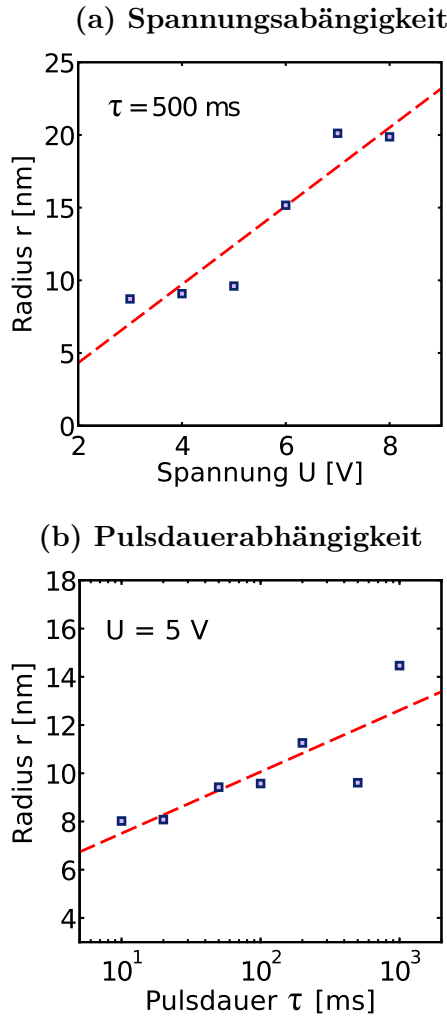 (a) Spannungsabängigkeit
25
20
15
10
5
0
Radius r [nm]
τ = 500 ms
2 4 6 8
Spannung U [V]
(b) Pulsdauerabhängigkeit
18
16
14
12
10
8
6
4
Radius r [nm]
U = 5 V
10¹ 10² 10³
Pulsdauer τ [ms]